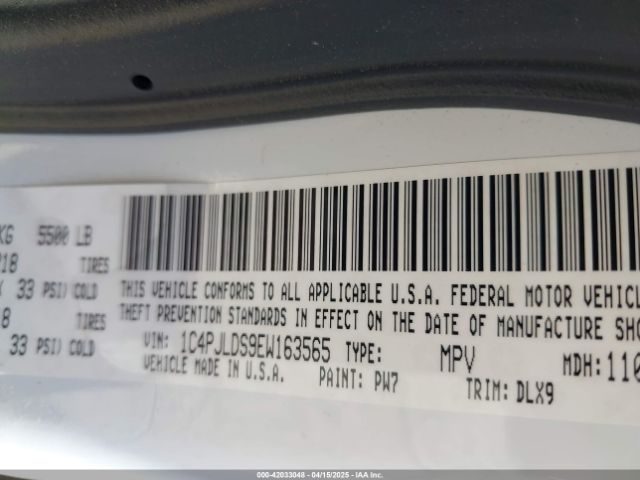 KG 5500 LB
R18 TIRES
33 PSI) COLD
8 TIRES
33 PSI) COLD
THIS VEHICLE CONFORMS TO ALL APPLICABLE U.S.A. FEDERAL MOTOR VEHICL
THEFT PREVENTION STANDARDS IN EFFECT ON THE DATE OF MANUFACTURE SHO
VIN: 1C4PJLDS9EW163565 TYPE: MPV MDH: 110
VEHICLE MADE IN U.S.A. PAINT: PW7 TRIM: DLX9
000-42033048 - 04/15/2025 - IAA Inc.